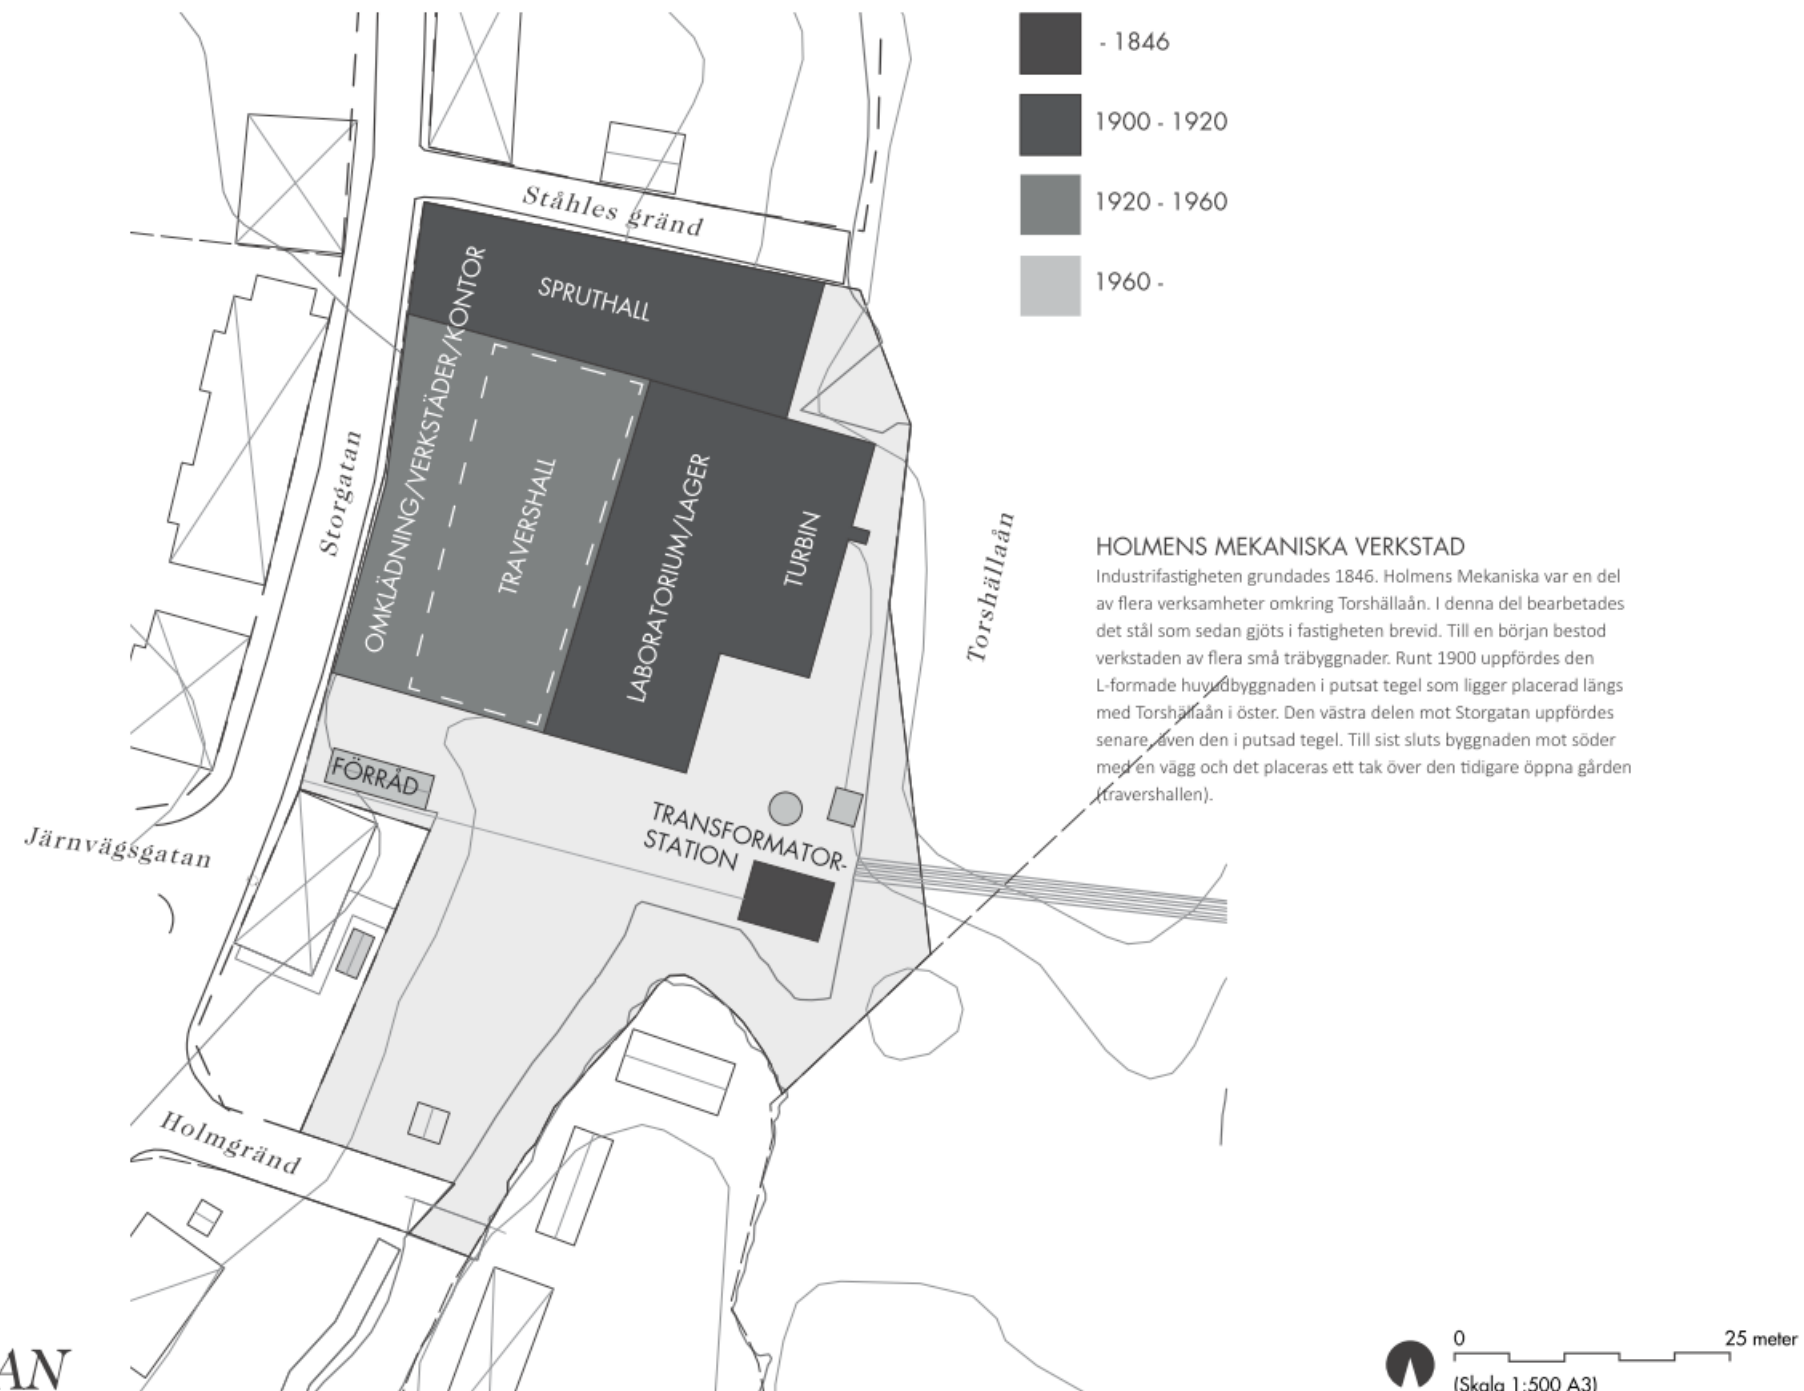 - 1846
1900 - 1920
1920 - 1960
1960 -
Ståhles gränd
SPRUTHALL
OMKLÄDNING/VERKSTÄDER/KONTOR
TRAVERSHALL
LABORATORIUM/LAGER
TURBIN
Storgatan
Torshällaån
HOLMENS MEKANISKA VERKSTAD
Industrifastigheten grundades 1846. Holmens Mekaniska var en del
av flera verksamheter omkring Torshällaån. I denna del bearbetades
det stål som sedan gjöts i fastigheten brevid. Till en början bestod
verkstaden av flera små träbyggnader. Runt 1900 uppfördes den
L-formade huvudbyggnaden i putsat tegel som ligger placerad längs
med Torshällaån i öster. Den västra delen mot Storgatan uppfördes
senare, även den i putsad tegel. Till sist sluts byggnaden mot söder
med en vägg och det placeras ett tak över den tidigare öppna gården
(travershallen).
FÖRRÅD
TRANSFORMATOR-
STATION
Järnvägsgatan
Holmgränd
AN
0 25 meter
(Skala 1:500 A3)